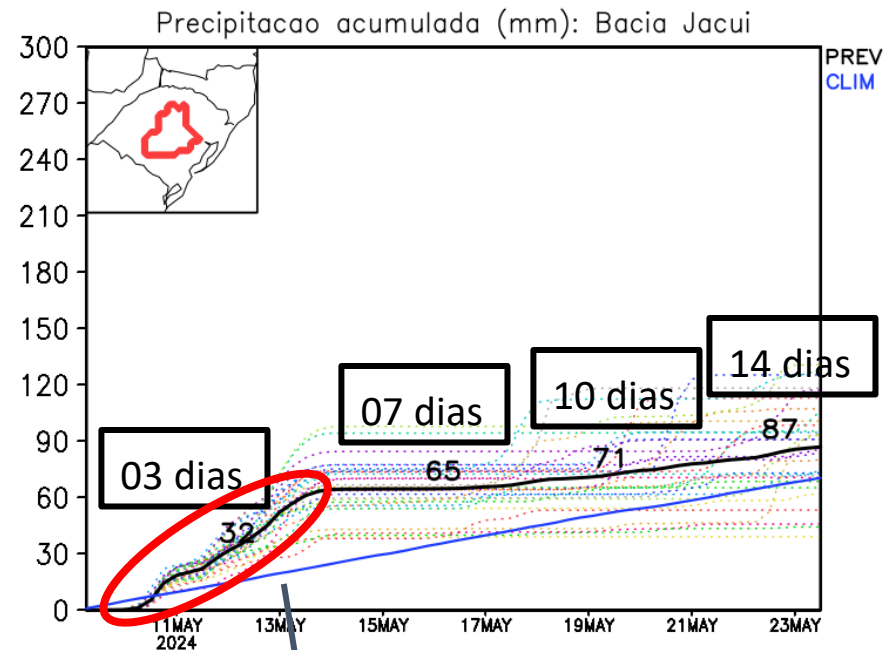 Precipitacao acumulada (mm): Bacia Jacui
PREV
CLIM
300
270
240
210
180
150
120
90
60
30
0
03 dias
07 dias
10 dias
14 dias
32
65
71
87
11MAY
2024
13MAY
15MAY
17MAY
19MAY
21MAY
23MAY